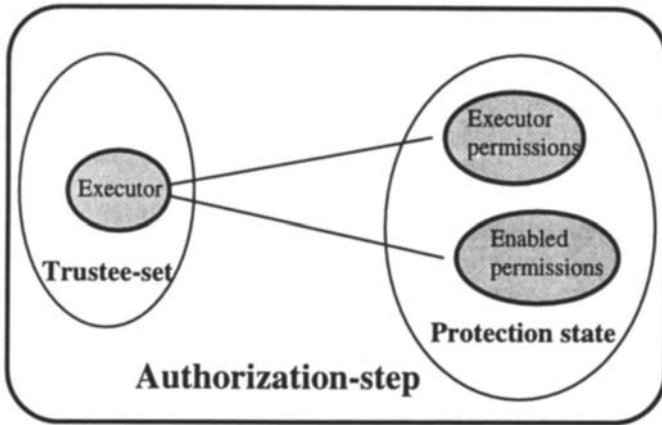 Executor
permissions
Executor
Enabled
permissions
Trustee-set
Protection state
Authorization-step